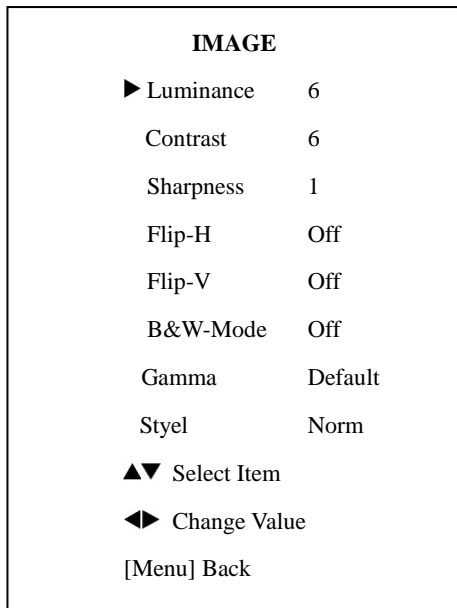 IMAGE
▶ Luminance 6
Contrast 6
Sharpness 1
Flip-H Off
Flip-V Off
B&W-Mode Off
Gamma Default
Styel Norm
▲▼ Select Item
◀▶ Change Value
[Menu] Back